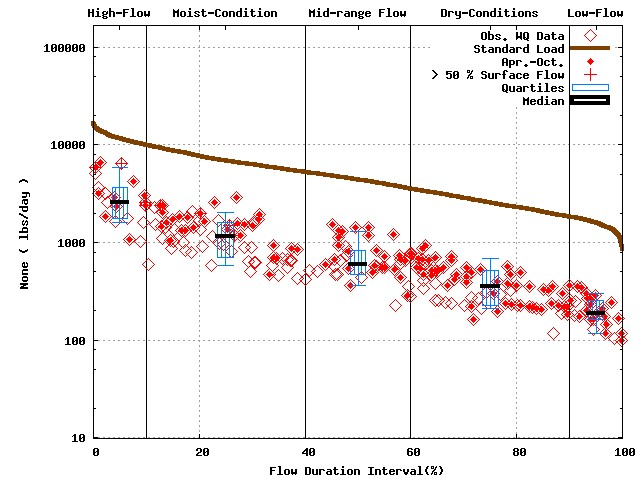 High-Flow Moist-Condition Mid-range Flow Dry-Conditions Low-Flow
Obs. WQ Data
Standard Load
Apr.-Oct.
> 50 % Surface Flow
Quartiles
Median
100000
10000
1000
100
10
None ( lbs/day )
0 20 40 60 80 100
Flow Duration Interval(%)